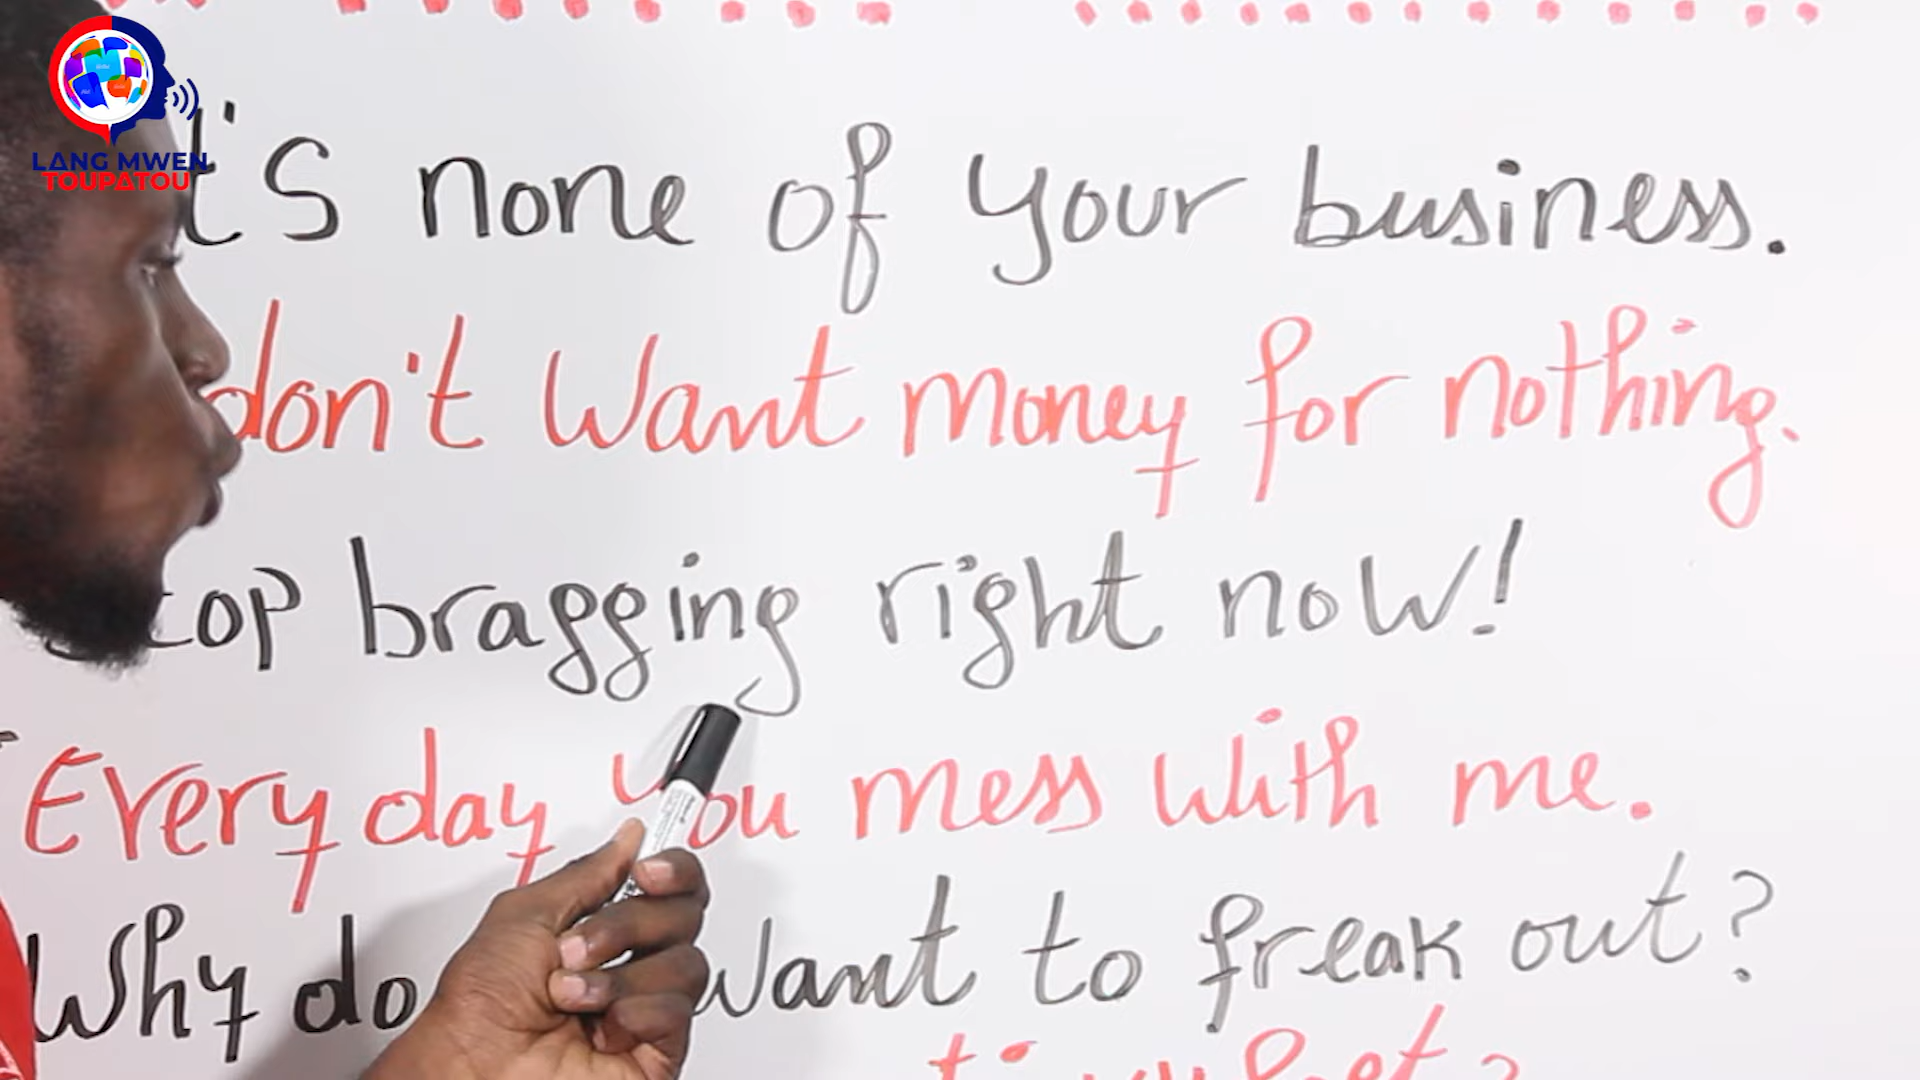 LANG MWEN
TOUPATOU
t's none of your business.
don't want money for nothing.
top bragging right now!
Every day you mess with me.
Why do want to freak out?